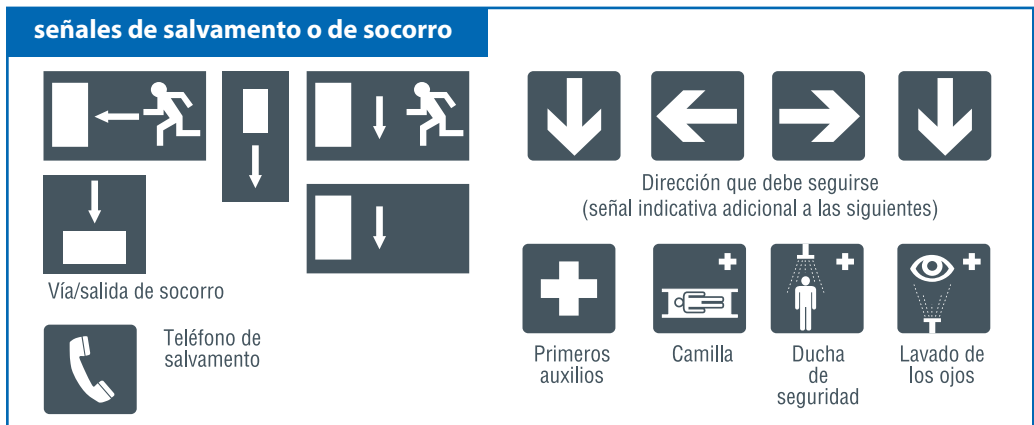 señales de salvamento o de socorro
Vía/salida de socorro
Teléfono de
salvamento
Dirección que debe seguirse
(señal indicativa adicional a las siguientes)
Primeros
auxilios
Camilla
Ducha
de
seguridad
Lavado de
los ojos